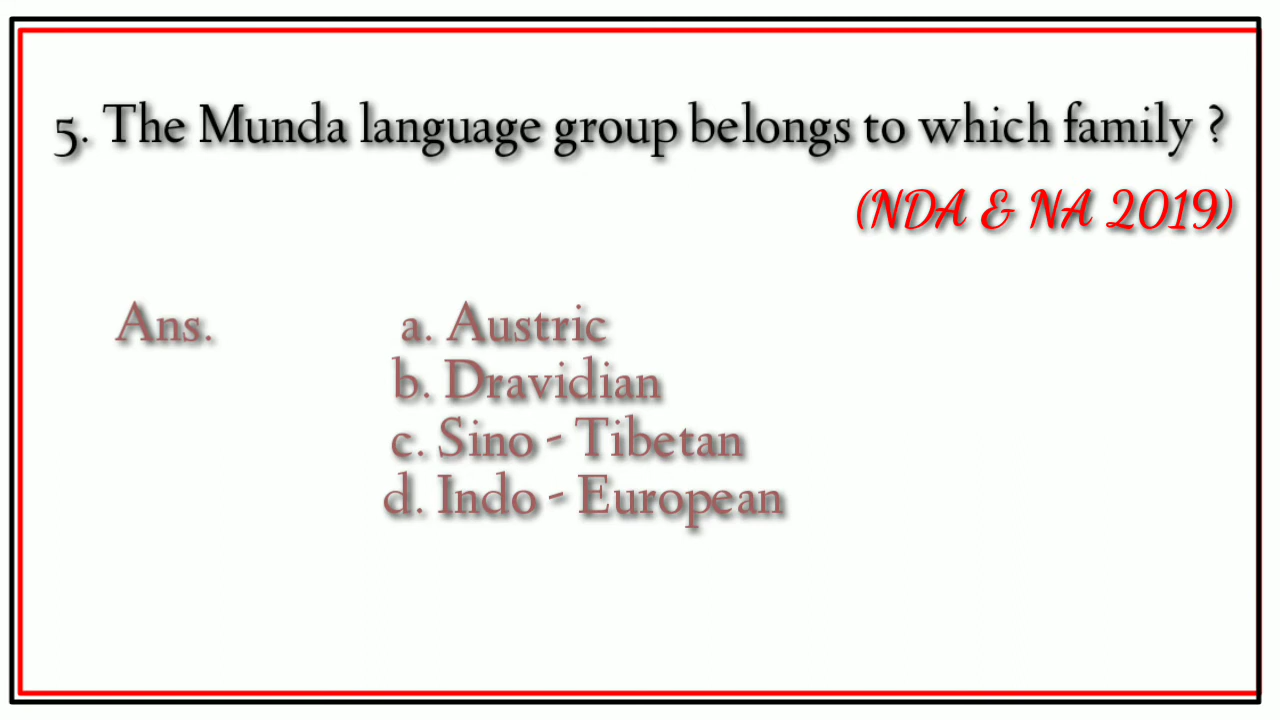 5. The Munda language group belongs to which family ?
(NDA & NA 2019)
Ans. a. Austric
b. Dravidian
c. Sino - Tibetan
d. Indo - European